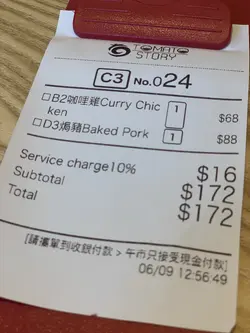 TOMATO
STORY
C3 No.024
□B2咖哩雞Curry Chic 1 $68
ken
□D3焗豬Baked Pork 1 $88
Service charge10% $16
Subtotal $172
Total $172
[請攜單到收銀付款 > 午市只接受現金付款]
06/09 12:56:49